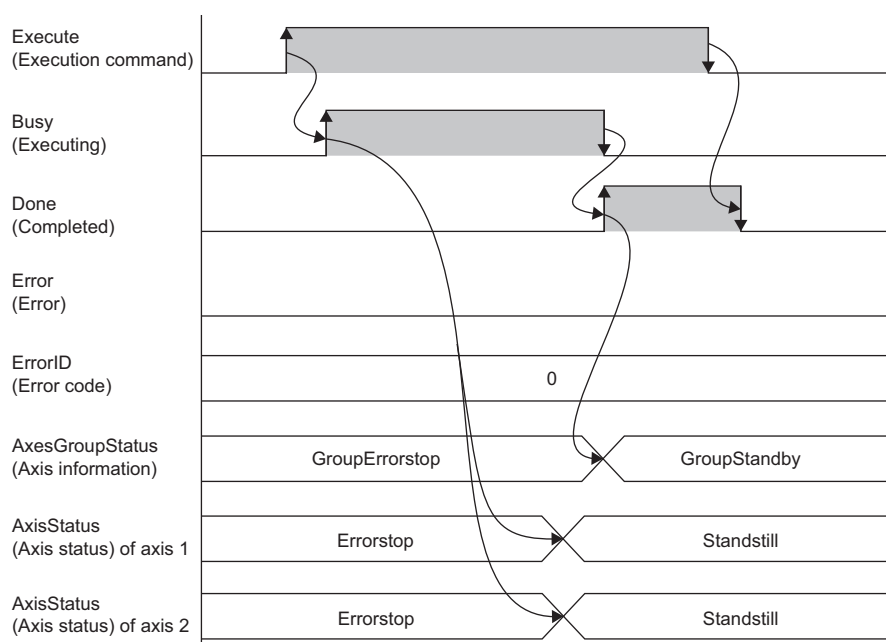 Execute
(Execution command)
Busy
(Executing)
Done
(Completed)
Error
(Error)
ErrorID
(Error code)
0
AxesGroupStatus
(Axis information)
GroupErrorstop
GroupStandby
AxisStatus
(Axis status) of axis 1
Errorstop
Standstill
AxisStatus
(Axis status) of axis 2
Errorstop
Standstill